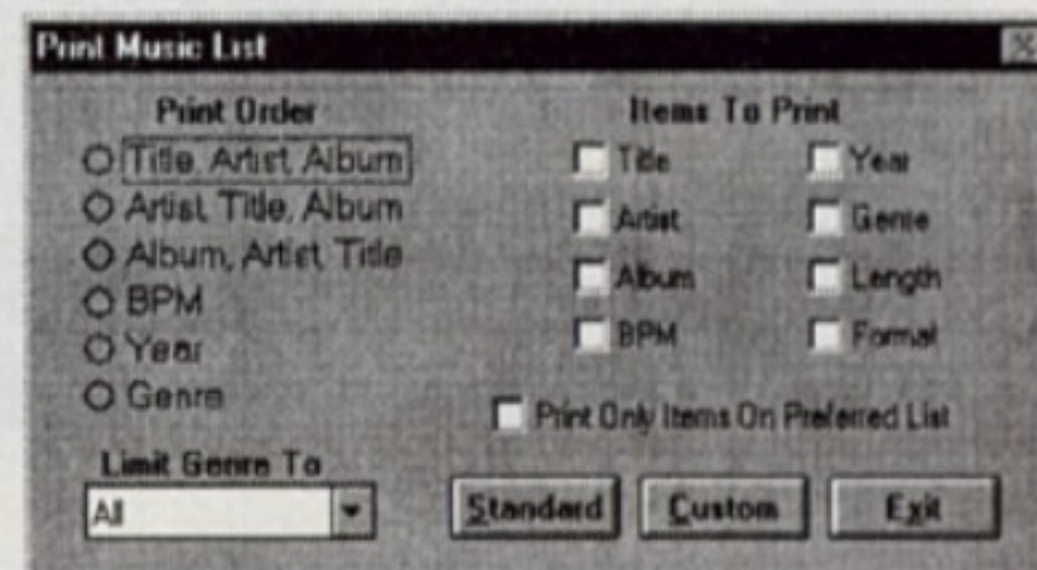 Print Music List
Print Order
Title, Artist, Album
Artist, Title, Album
Album, Artist, Title
BPM
Year
Genre
Limit Genre To
All
Items To Print
Title
Artist
Album
BPM
Year
Genre
Length
Format
Print Only Items On Preferred List
Standard
Custom
Exit